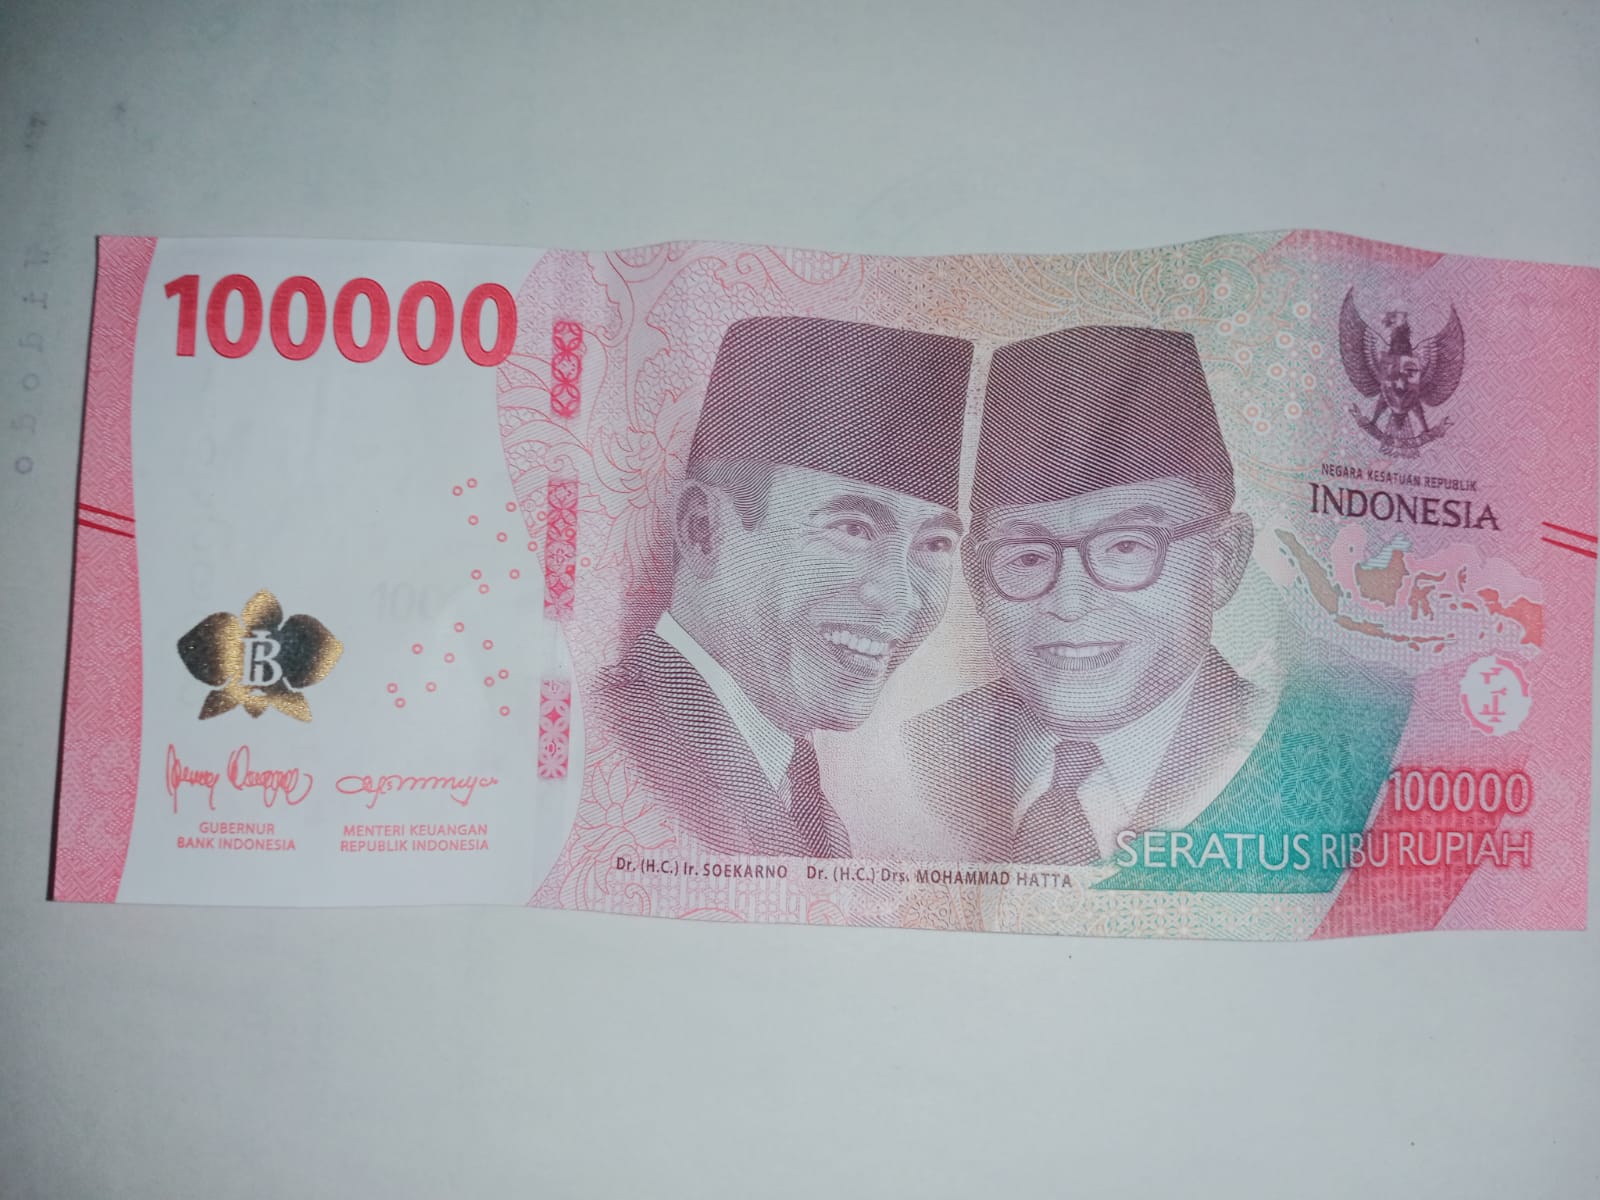 100000
BI
GUBERNUR
BANK INDONESIA
MENTERI KEUANGAN
REPUBLIK INDONESIA
Dr. (H.C.) Ir. SOEKARNO
Dr. (H.C.) Drs. MOHAMMAD HATTA
NEGARA KESATUAN REPUBLIK
INDONESIA
100000
SERATUS RIBU RUPIAH